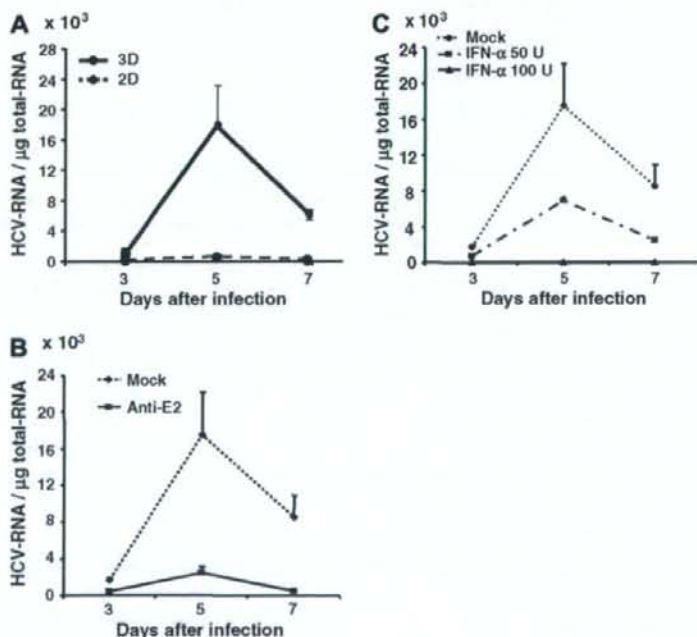 A
x 10³
HCV-RNA / µg total-RNA
28
24
20
16
12
8
4
0
3D
2D
3
5
7
Days after infection
C
x 10³
HCV-RNA / µg total-RNA
24
20
16
12
8
4
0
Mock
IFN-α 50 U
IFN-α 100 U
3
5
7
Days after infection
B
x 10³
HCV-RNA / µg total-RNA
24
20
16
12
8
4
0
Mock
Anti-E2
3
5
7
Days after infection